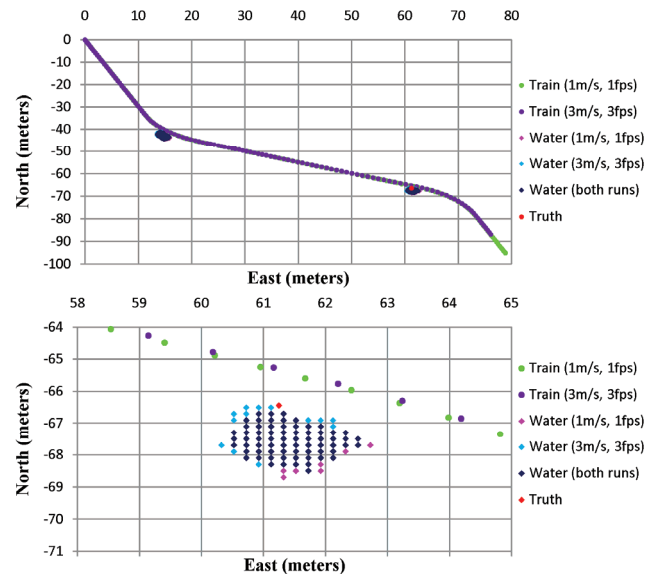 0 10 20 30 40 50 60 70 80
0
-10
-20
-30
-40
-50
-60
-70
-80
-90
-100
North (meters)
East (meters)
Train (1m/s, 1fps)
Train (3m/s, 3fps)
Water (1m/s, 1fps)
Water (3m/s, 3fps)
Water (both runs)
Truth
58 59 60 61 62 63 64 65
-64
-65
-66
-67
-68
-69
-70
-71
North (meters)
East (meters)
Train (1m/s, 1fps)
Train (3m/s, 3fps)
Water (1m/s, 1fps)
Water (3m/s, 3fps)
Water (both runs)
Truth